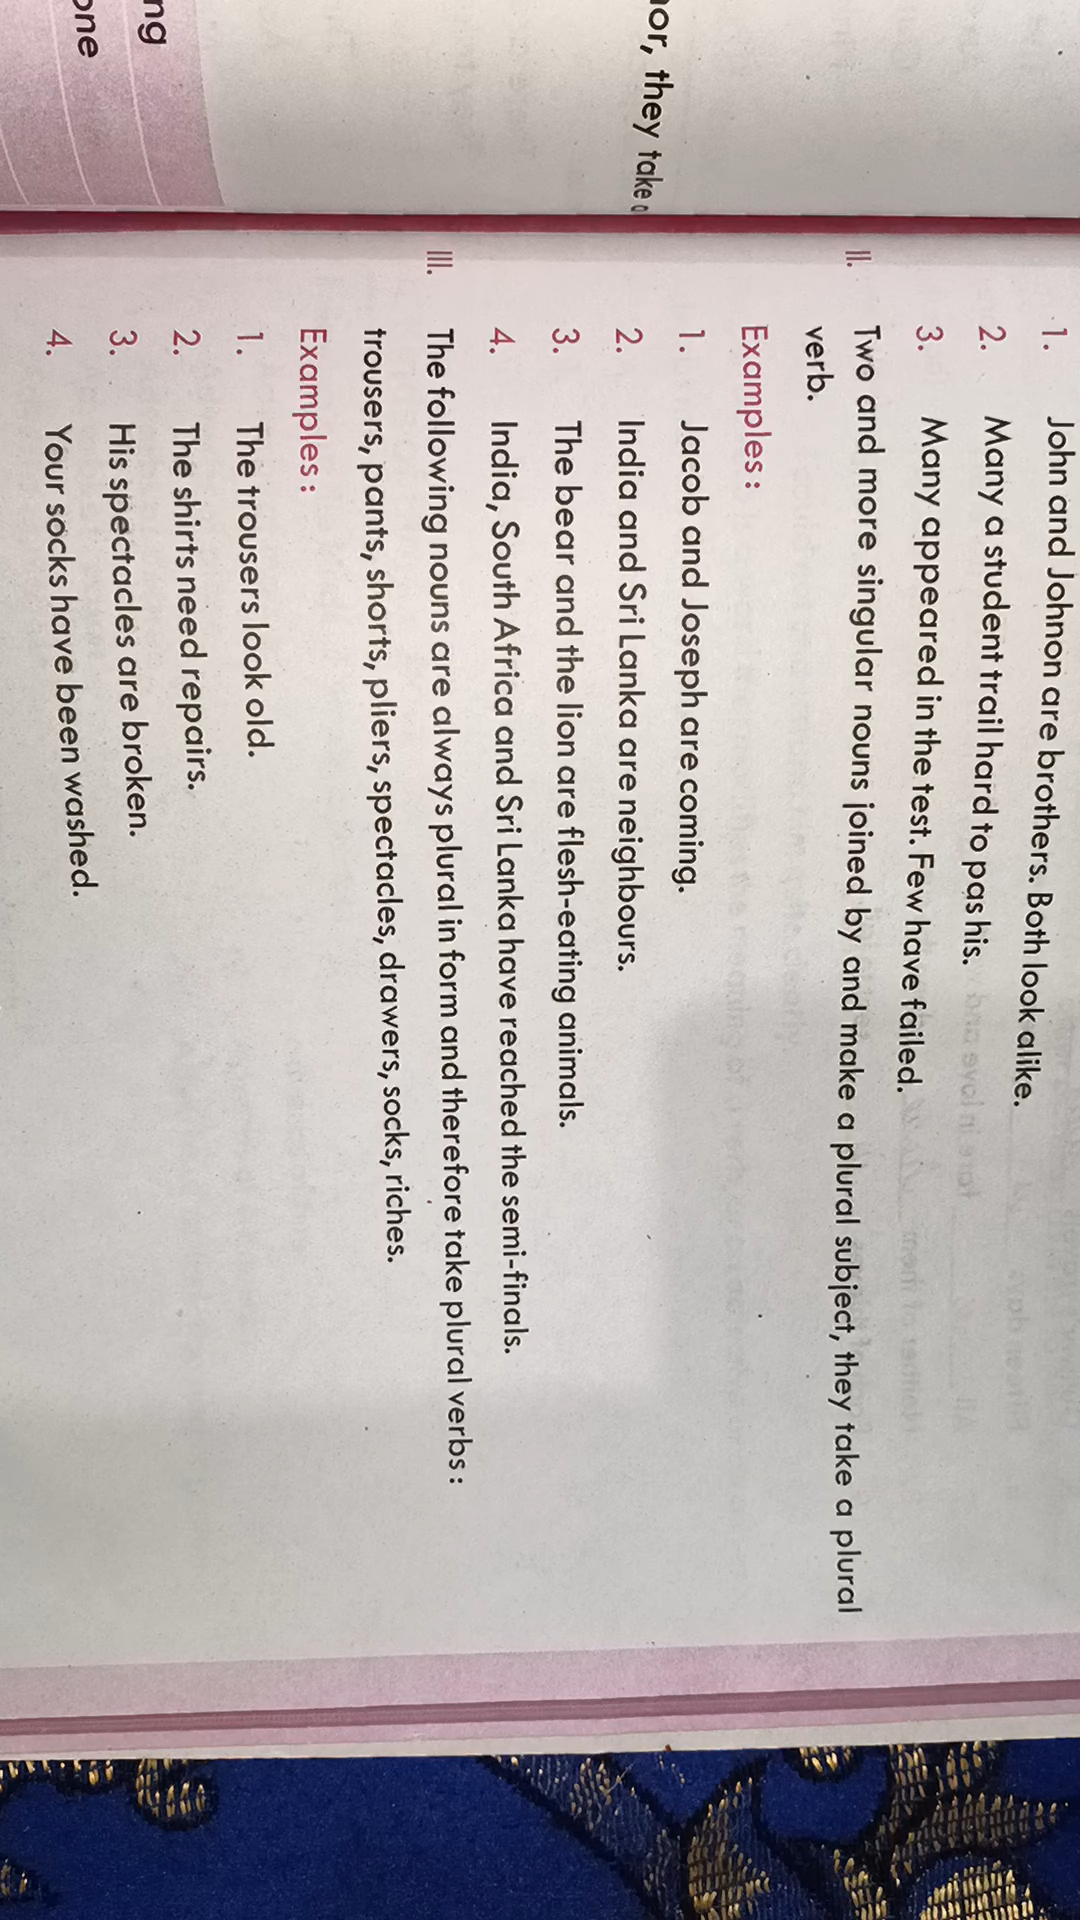 nor, they take a
ng
one
1. John and Johnon are brothers. Both look alike.
2. Many a student trail hard to pas his.
3. Many appeared in the test. Few have failed.
II. Two and more singular nouns joined by and make a plural subject, they take a plural
verb.
Examples :
1. Jacob and Joseph are coming.
2. India and Sri Lanka are neighbours.
3. The bear and the lion are flesh-eating animals.
4. India, South Africa and Sri Lanka have reached the semi-finals.
III. The following nouns are always plural in form and therefore take plural verbs :
trousers, pants, shorts, pliers, spectacles, drawers, socks, riches.
Examples :
1. The trousers look old.
2. The shirts need repairs.
3. His spectacles are broken.
4. Your socks have been washed.